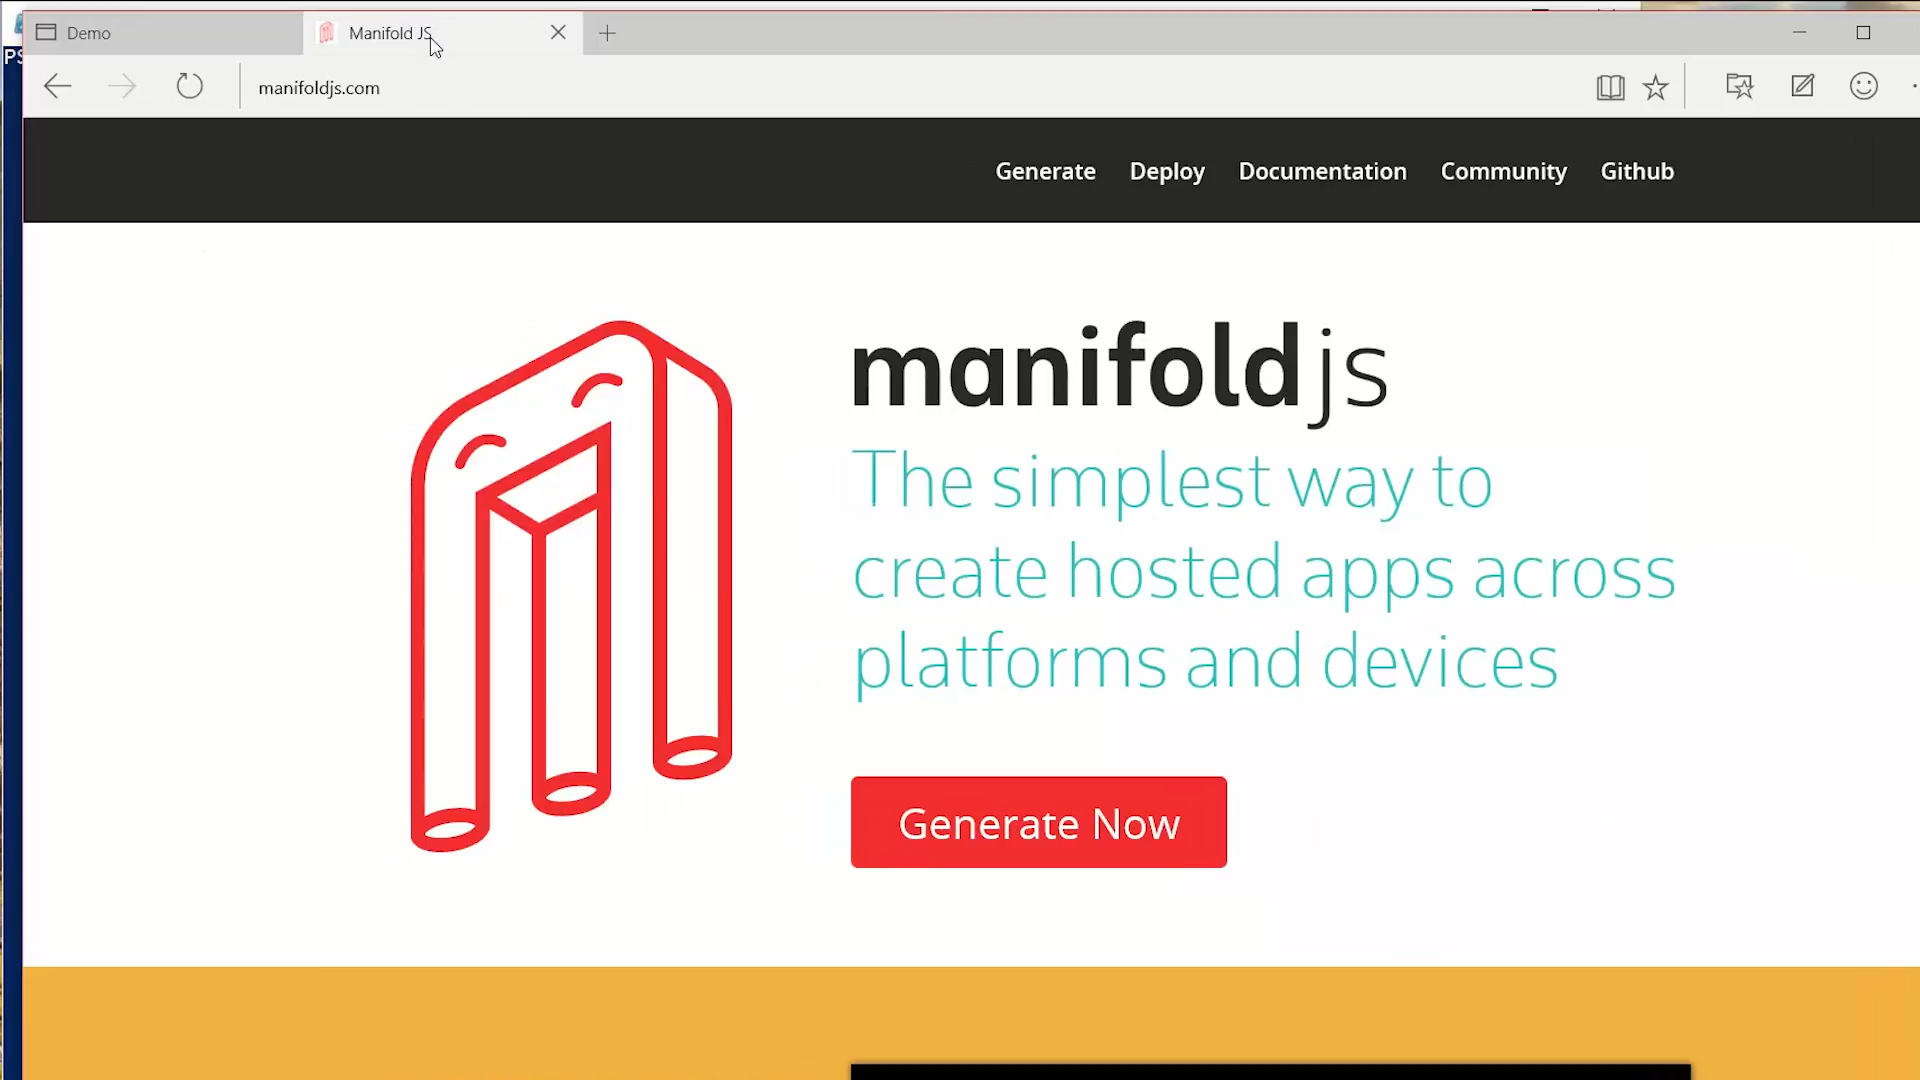 Demo
Manifold JS
PS
manifoldjs.com
Generate Deploy Documentation Community Github
manifoldjs
The simplest way to
create hosted apps across
platforms and devices
Generate Now